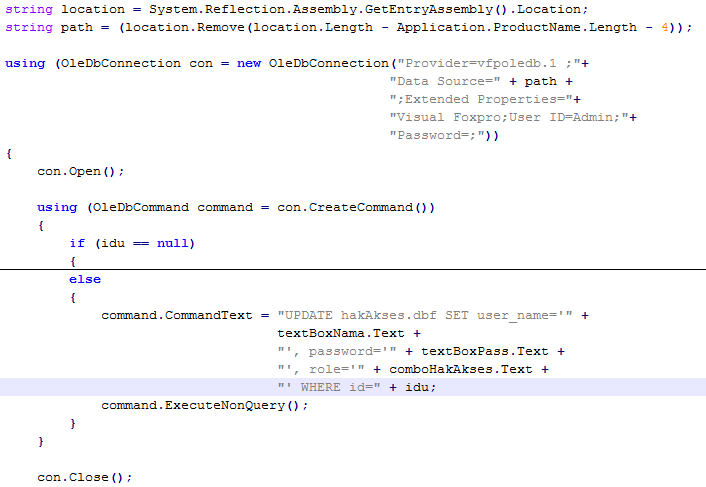 string location = System.Reflection.Assembly.GetEntryAssembly().Location;
string path = (location.Remove(location.Length - Application.ProductName.Length - 4));
using (OleDbConnection con = new OleDbConnection("Provider=vfpoledb.1 ;"+
"Data Source=" + path +
";Extended Properties="+
"Visual Foxpro;User ID=Admin;"+
"Password=;"))
{
con.Open();
using (OleDbCommand command = con.CreateCommand())
{
if (idu == null)
{
else
{
command.CommandText = "UPDATE hakAkses.dbf SET user_name='" +
textBoxNama.Text +
"', password='" + textBoxPass.Text +
"', role='" + comboHakAkses.Text +
"' WHERE id=" + idu;
command.ExecuteNonQuery();
}
}
con.Close();